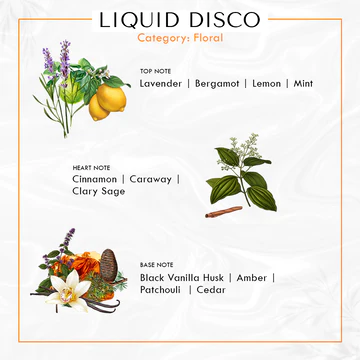 LIQUID DISCO
Category: Floral
TOP NOTE
Lavender | Bergamot | Lemon | Mint
HEART NOTE
Cinnamon | Caraway |
Clary Sage
BASE NOTE
Black Vanilla Husk | Amber |
Patchouli | Cedar